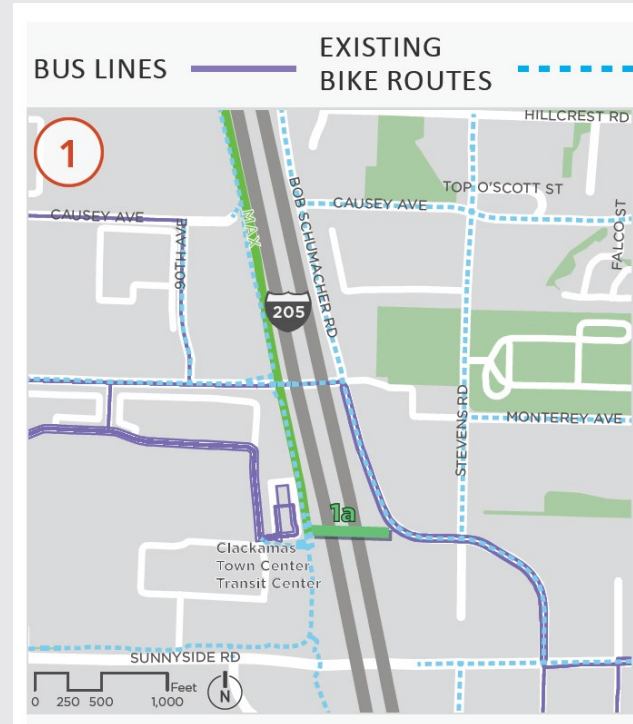 BUS LINES
EXISTING
BIKE ROUTES
1
HILLCREST RD
TOP O'SCOTT ST
CAUSEY AVE
CAUSEY AVE
BOB SCHUMACHER RD
FALCO ST
90TH AVE
MAX
205
STEVENS RD
MONTEREY AVE
1a
Clackamas
Town Center
Transit Center
SUNNYSIDE RD
0 250 500 1,000 Feet
N